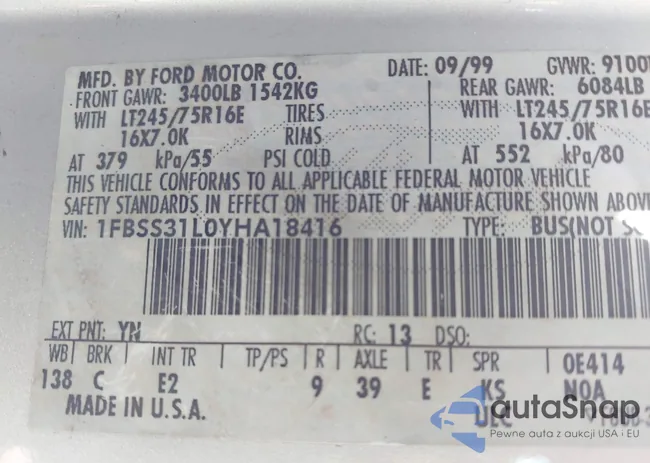 MFD. BY FORD MOTOR CO. DATE: 09/99 GVWR: 9100
FRONT GAWR: 3400LB 1542KG REAR GAWR: 6084LB
WITH LT245/75R16E TIRES WITH LT245/75R16E
16X7.0K RIMS 16X7.0K
AT 379 kPa/55 PSI COLD AT 552 kPa/80
THIS VEHICLE CONFORMS TO ALL APPLICABLE FEDERAL MOTOR VEHICLE
SAFETY STANDARDS IN EFFECT ON THE DATE OF MANUFACTURE SHOWN ABOVE
VIN: 1FBSS31L0YHA18416 TYPE: BUS(NOT
EXT PNT: YN RC: 13 DSO:
WB BRK INT TR TP/PS R AXLE TR SPR 0E414
138 C E2 9 39 E KS NOA
MADE IN U.S.A. UEC
autoSnap
Pewne auta z aukcji USA i EU